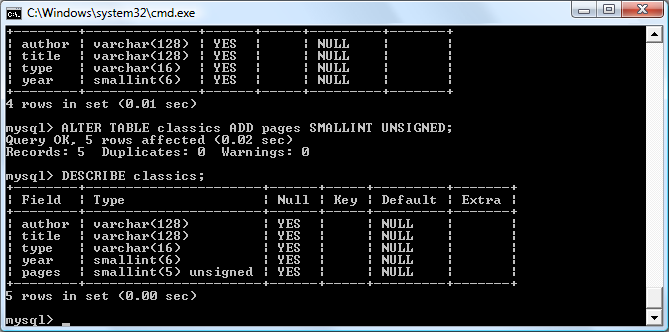 C:\Windows\system32\cmd.exe
+--------+--------------+------+-----+---------+-------+
| author | varchar(128) | YES  |     | NULL    |       |
| title  | varchar(128) | YES  |     | NULL    |       |
| type   | varchar(16)  | YES  |     | NULL    |       |
| year   | smallint(6)  | YES  |     | NULL    |       |
+--------+--------------+------+-----+---------+-------+
4 rows in set (0.01 sec)
mysql> ALTER TABLE classics ADD pages SMALLINT UNSIGNED;
Query OK, 5 rows affected (0.02 sec)
Records: 5  Duplicates: 0  Warnings: 0
mysql> DESCRIBE classics;
+--------+----------------------+------+-----+---------+-------+
| Field  | Type                 | Null | Key | Default | Extra |
+--------+----------------------+------+-----+---------+-------+
| author | varchar(128)         | YES  |     | NULL    |       |
| title  | varchar(128)         | YES  |     | NULL    |       |
| type   | varchar(16)          | YES  |     | NULL    |       |
| year   | smallint(6)          | YES  |     | NULL    |       |
| pages  | smallint(5) unsigned | YES  |     | NULL    |       |
+--------+----------------------+------+-----+---------+-------+
5 rows in set (0.00 sec)
mysql> _